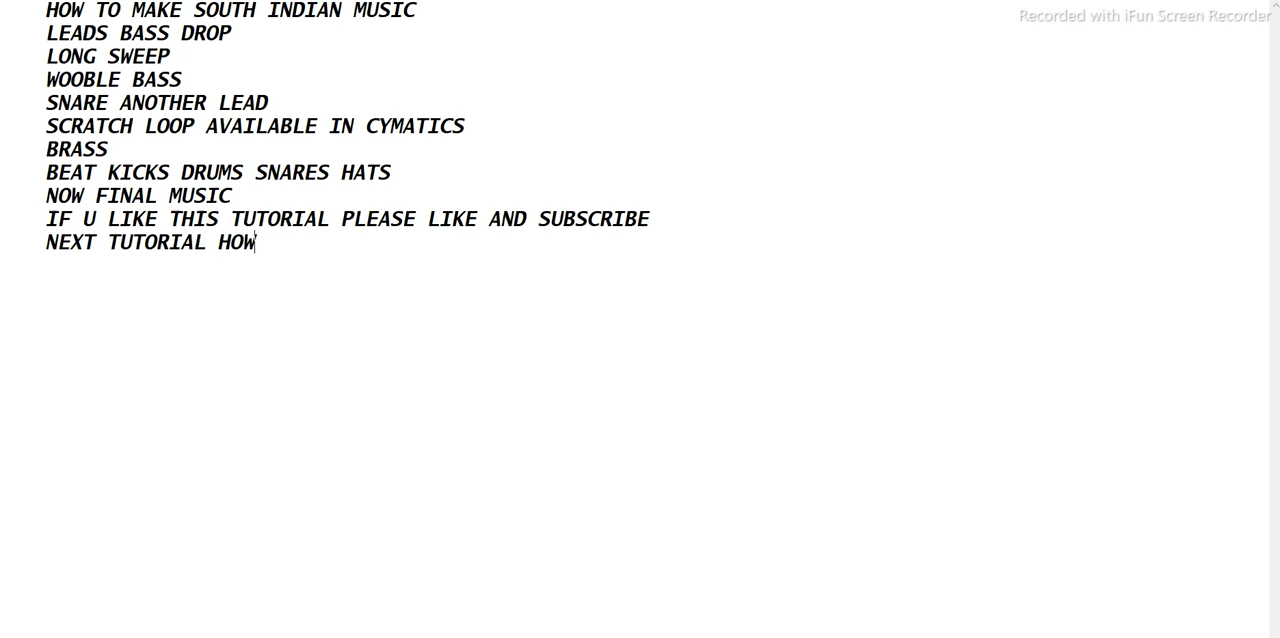 HOW TO MAKE SOUTH INDIAN MUSIC
Recorded with iFun Screen Recorder
LEADS BASS DROP
LONG SWEEP
WOOBLE BASS
SNARE ANOTHER LEAD
SCRATCH LOOP AVAILABLE IN CYMATICS
BRASS
BEAT KICKS DRUMS SNARES HATS
NOW FINAL MUSIC
IF U LIKE THIS TUTORIAL PLEASE LIKE AND SUBSCRIBE
NEXT TUTORIAL HOW